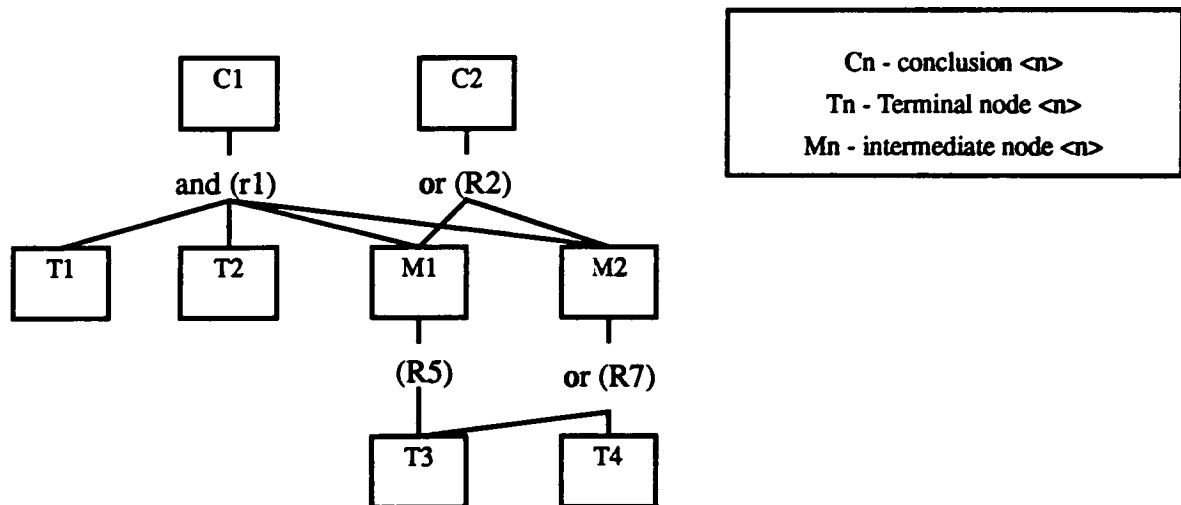 C1
C2
Cn - conclusion <n>
Tn - Terminal node <n>
Mn - intermediate node <n>
and (r1)
or (R2)
T1
T2
M1
M2
(R5)
or (R7)
T3
T4